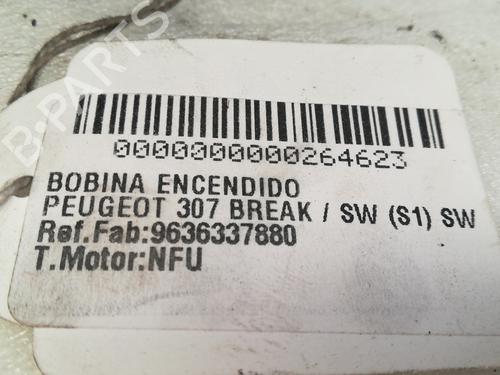 B-PARTS
0000000000264623
BOBINA ENCENDIDO
PEUGEOT 307 BREAK / SW (S1) SW
Ref.Fab:9636337880
T.Motor:NFU